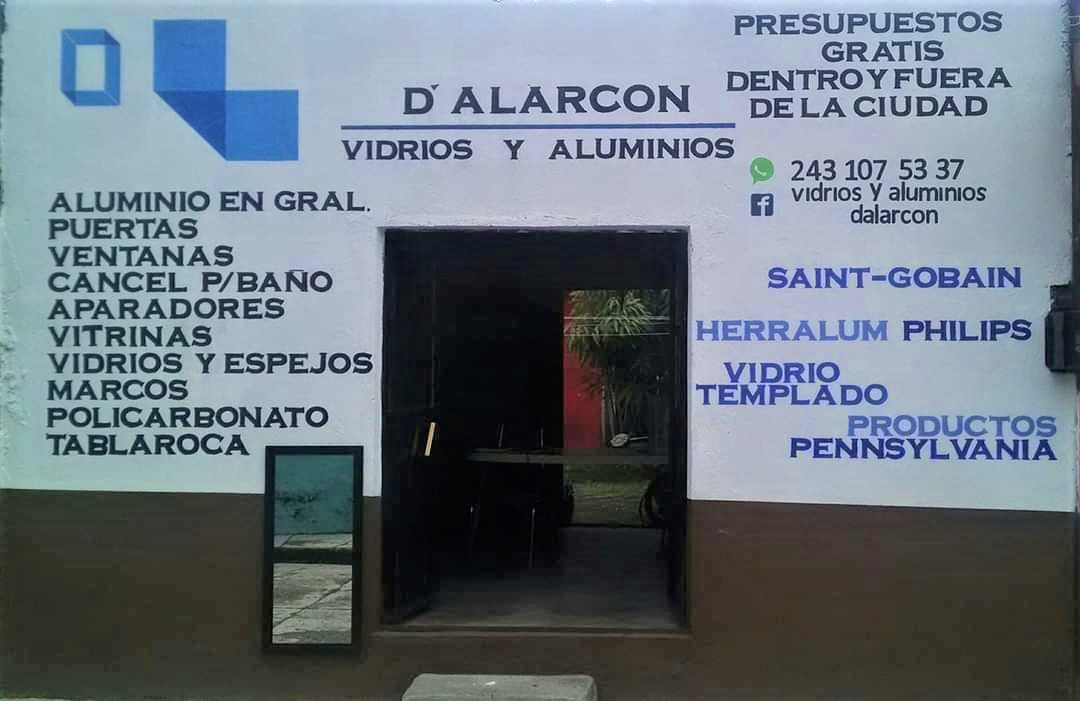 D'ALARCON
VIDRIOS Y ALUMINIOS
PRESUPUESTOS
GRATIS
DENTRO Y FUERA
DE LA CIUDAD
243 107 53 37
vidrios y aluminios
dalarcon
ALUMINIO EN GRAL.
PUERTAS
VENTANAS
CANCEL P/BAÑO
APARADORES
VITRINAS
VIDRIOS Y ESPEJOS
MARCOS
POLICARBONATO
TABLAROCA
SAINT-GOBAIN
HERRALUM PHILIPS
VIDRIO
TEMPLADO
PRODUCTOS
PENNSYLVANIA